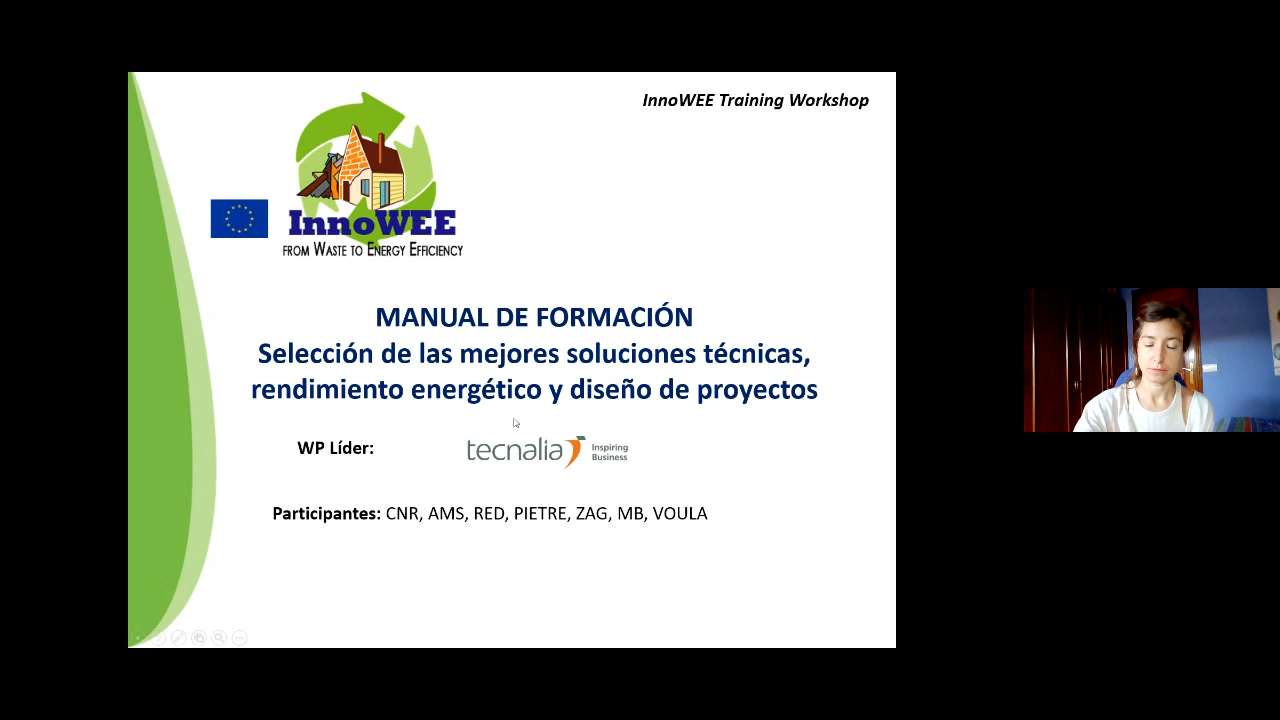 InnoWEE Training Workshop
InnoWEE
FROM WASTE TO ENERGY EFFICIENCY
MANUAL DE FORMACIÓN
Selección de las mejores soluciones técnicas,
rendimiento energético y diseño de proyectos
WP Líder:
tecnalia Inspiring
Business
Participantes: CNR, AMS, RED, PIETRE, ZAG, MB, VOULA